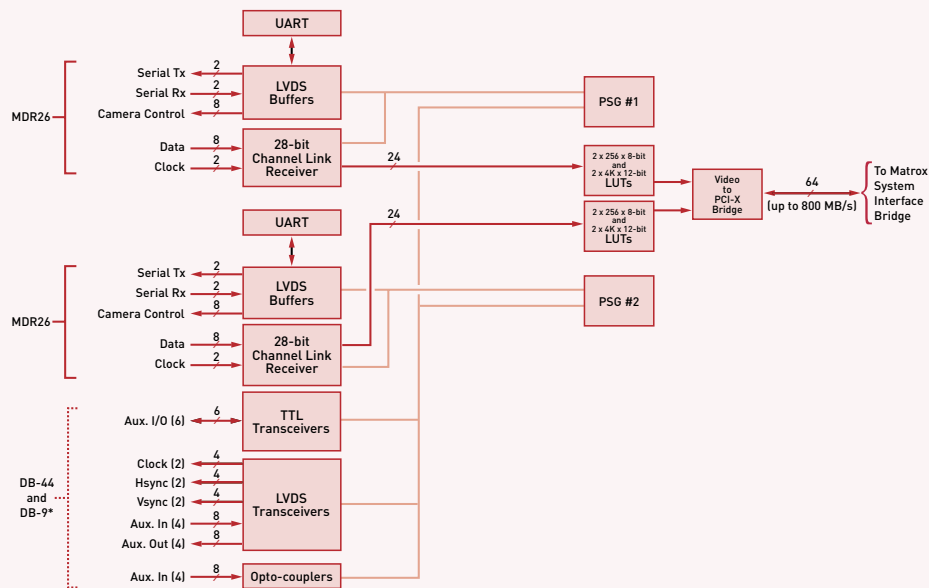 UART
MDR26
Serial Tx
2
Serial Rx
2
Camera Control
8
LVDS
Buffers
PSG #1
Data
8
Clock
2
28-bit
Channel Link
Receiver
24
2 x 256 x 8-bit
and
2 x 4K x 12-bit
LUTs
Video
to
PCI-X
Bridge
64
(up to 800 MB/s)
To Matrox
System
Interface
Bridge
UART
24
2 x 256 x 8-bit
and
2 x 4K x 12-bit
LUTs
MDR26
Serial Tx
2
Serial Rx
2
Camera Control
8
LVDS
Buffers
PSG #2
Data
8
Clock
2
28-bit
Channel Link
Receiver
DB-44
and
DB-9*
Aux. I/O (6)
6
TTL
Transceivers
Clock (2)
4
Hsync (2)
4
Vsync (2)
4
Aux. In (4)
8
Aux. Out (4)
8
LVDS
Transceivers
Aux. In (4)
8
Opto-couplers